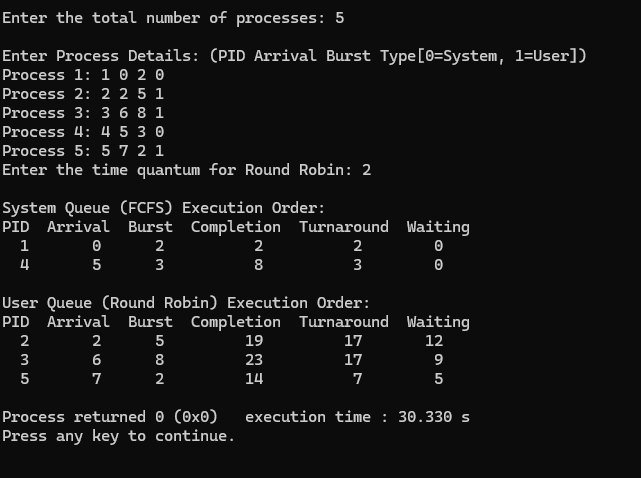 Enter the total number of processes: 5
Enter Process Details: (PID Arrival Burst Type[0=System, 1=User])
Process 1: 1 0 2 0
Process 2: 2 2 5 1
Process 3: 3 6 8 1
Process 4: 4 5 3 0
Process 5: 5 7 2 1
Enter the time quantum for Round Robin: 2
System Queue (FCFS) Execution Order:
PID  Arrival  Burst  Completion  Turnaround  Waiting
1       0      2         2          2        0
4       5      3         8          3        0
User Queue (Round Robin) Execution Order:
PID  Arrival  Burst  Completion  Turnaround  Waiting
2       2      5         19         17       12
3       6      8         23         17        9
5       7      2         14          7        5
Process returned 0 (0x0)   execution time : 30.330 s
Press any key to continue.